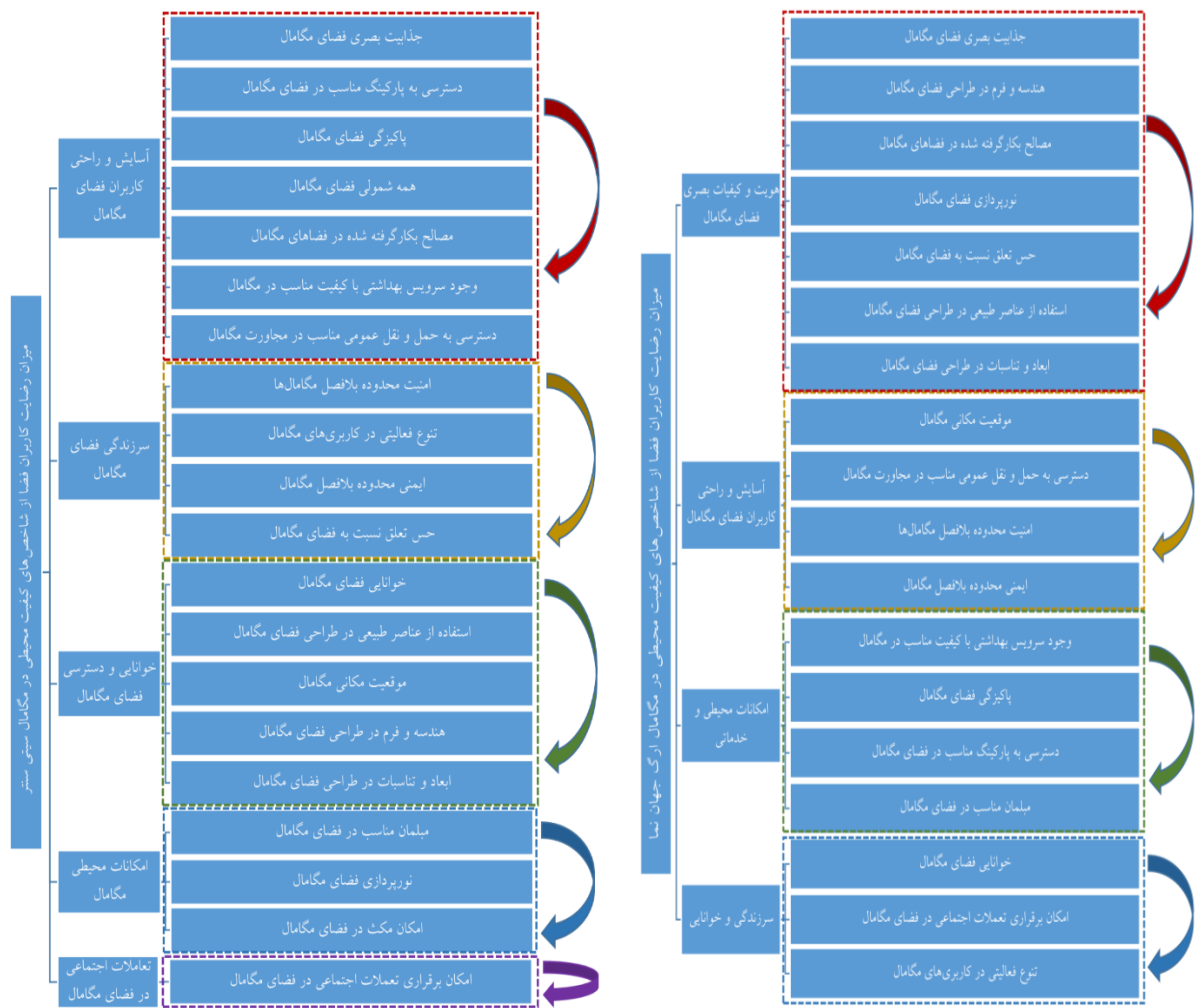 میزان رضایت کاربران فضا از شاخص‌های کیفیت محیطی در مگامال ارگ جهان نما
هویت و کیفیات بصری
فضای مگامال
جذابیت بصری فضای مگامال
هندسه و فرم در طراحی فضای مگامال
مصالح بکارگرفته شده در فضاهای مگامال
نورپردازی فضای مگامال
حس تعلق نسبت به فضای مگامال
استفاده از عناصر طبیعی در طراحی فضای مگامال
ابعاد و تناسبات در طراحی فضای مگامال
آسایش و راحتی
کاربران فضای مگامال
موقعیت مکانی مگامال
دسترسی به حمل و نقل عمومی مناسب در مجاورت مگامال
امنیت محدوده بلافصل مگامال‌ها
ایمنی محدوده بلافصل مگامال
امکانات محیطی و
خدماتی
وجود سرویس بهداشتی با کیفیت مناسب در مگامال
پاکیزگی فضای مگامال
دسترسی به پارکینگ مناسب در فضای مگامال
مبلمان مناسب در فضای مگامال
سرزندگی و خوانایی
خوانایی فضای مگامال
امکان برقراری تعملات اجتماعی در فضای مگامال
تنوع فعالیتی در کاربری‌های مگامال
میزان رضایت کاربران فضا از شاخص‌های کیفیت محیطی در مگامال سیتی سنتر
آسایش و راحتی
کاربران فضای
مگامال
جذابیت بصری فضای مگامال
دسترسی به پارکینگ مناسب در فضای مگامال
پاکیزگی فضای مگامال
همه شمولی فضای مگامال
مصالح بکارگرفته شده در فضاهای مگامال
وجود سرویس بهداشتی با کیفیت مناسب در مگامال
دسترسی به حمل و نقل عمومی مناسب در مجاورت مگامال
سرزندگی فضای
مگامال
امنیت محدوده بلافصل مگامال‌ها
تنوع فعالیتی در کاربری‌های مگامال
ایمنی محدوده بلافصل مگامال
حس تعلق نسبت به فضای مگامال
خوانایی و دسترسی
فضای مگامال
خوانایی فضای مگامال
استفاده از عناصر طبیعی در طراحی فضای مگامال
موقعیت مکانی مگامال
هندسه و فرم در طراحی فضای مگامال
ابعاد و تناسبات در طراحی فضای مگامال
امکانات محیطی
مگامال
مبلمان مناسب در فضای مگامال
نورپردازی فضای مگامال
امکان مکث در فضای مگامال
تعاملات اجتماعی
در فضای مگامال
امکان برقراری تعملات اجتماعی در فضای مگامال